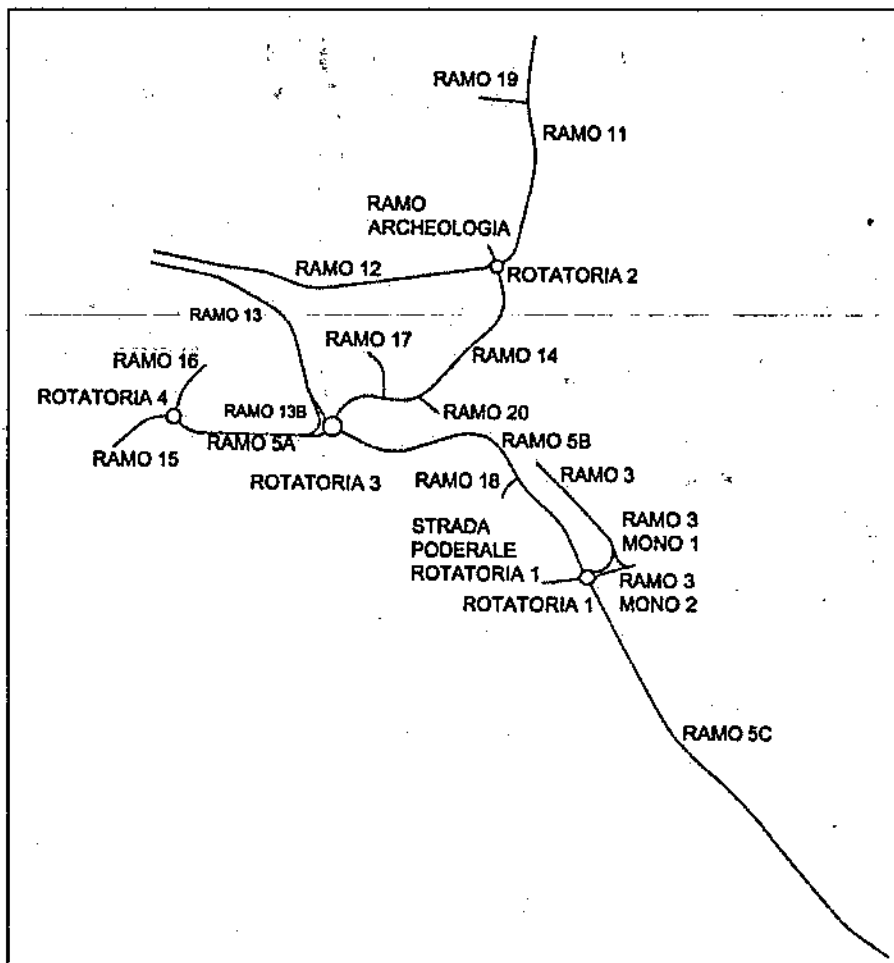 RAMO 19
RAMO 11
RAMO
ARCHEOLOGIA
RAMO 12
ROTATORIA 2
RAMO 13
RAMO 17
RAMO 14
RAMO 16
ROTATORIA 4
RAMO 13B
RAMO 20
RAMO 5A
RAMO 5B
RAMO 15
ROTATORIA 3
RAMO 18
RAMO 3
STRADA
PODERALE
ROTATORIA 1
RAMO 3
MONO 1
RAMO 3
MONO 2
ROTATORIA 1
RAMO 5C